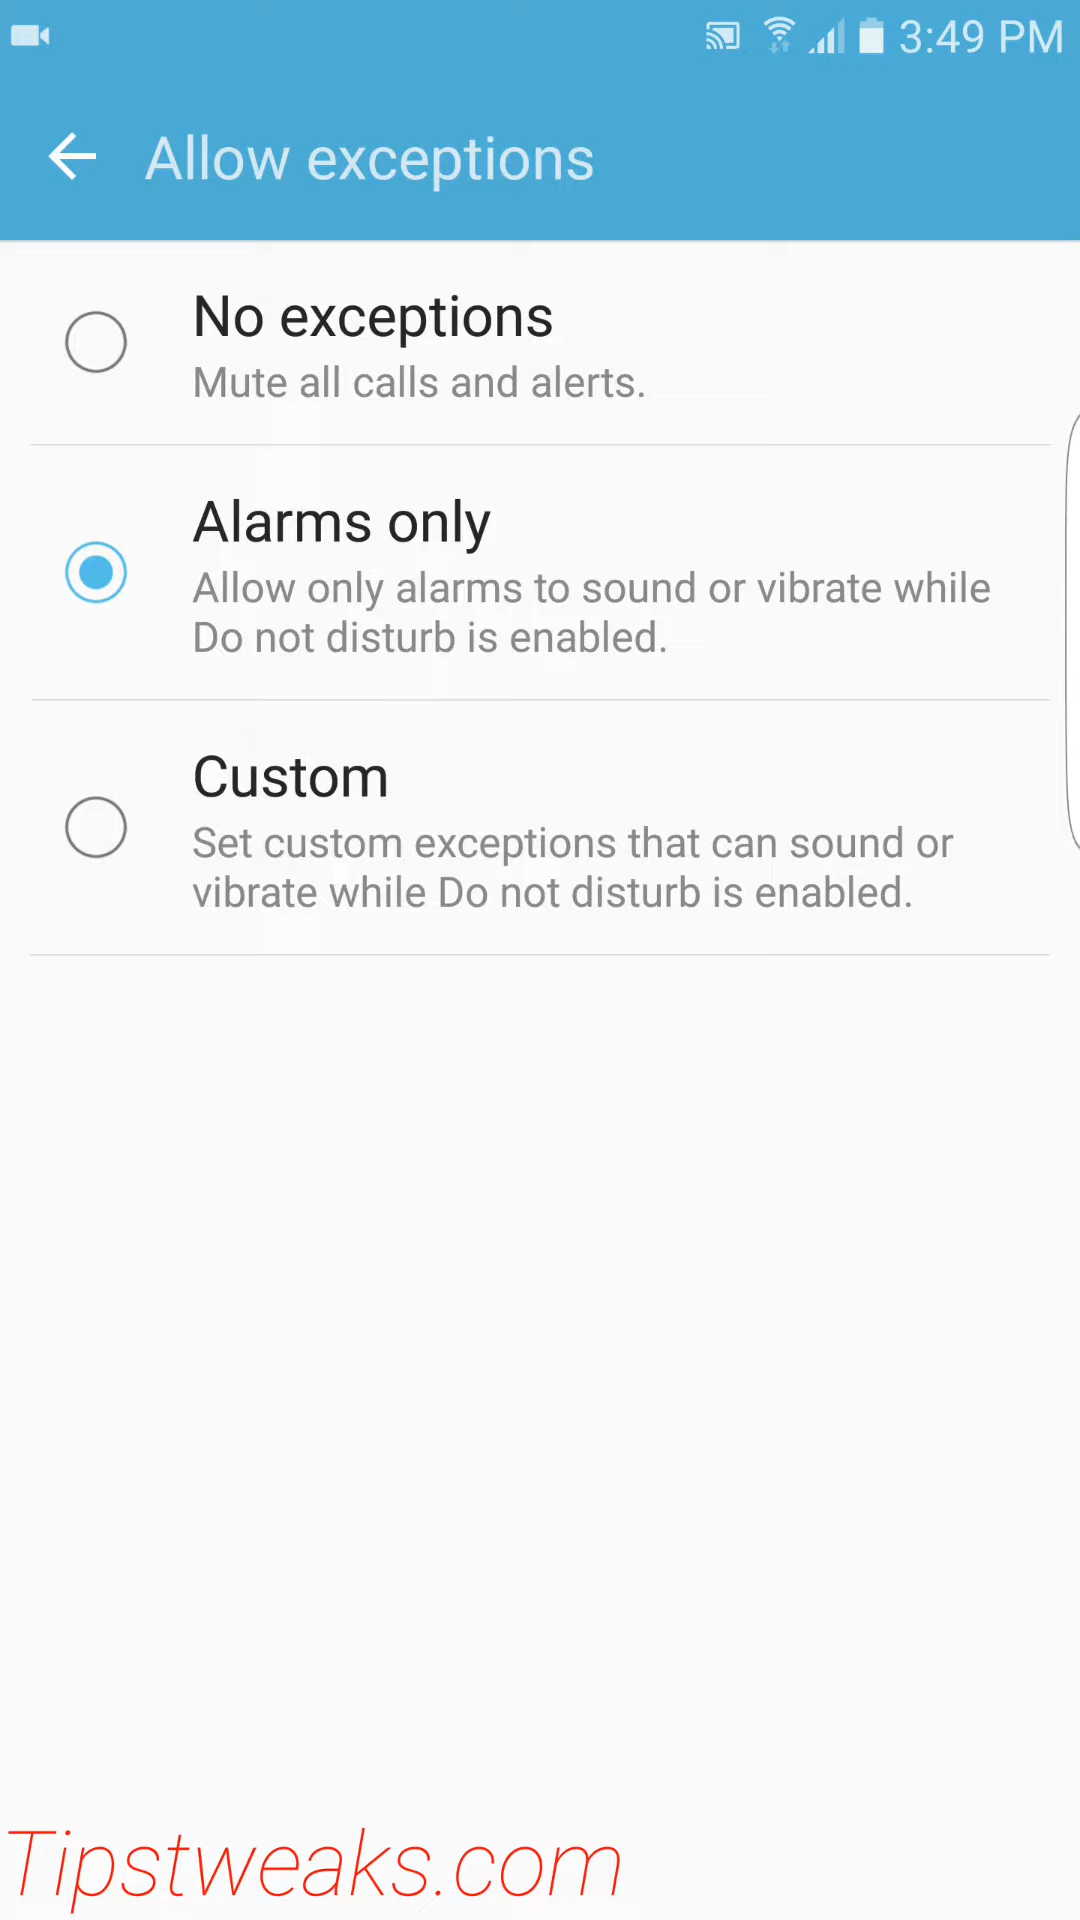 3:49 PM
Allow exceptions
No exceptions
Mute all calls and alerts.
Alarms only
Allow only alarms to sound or vibrate while
Do not disturb is enabled.
Custom
Set custom exceptions that can sound or
vibrate while Do not disturb is enabled.
Tipstweaks.com